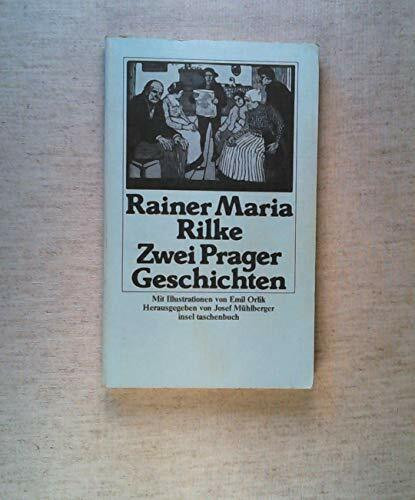 Rainer Maria
Rilke
Zwei Prager
Geschichten
Mit Illustrationen von Emil Orlik
Herausgegeben von Josef Mühlberger
insel taschenbuch